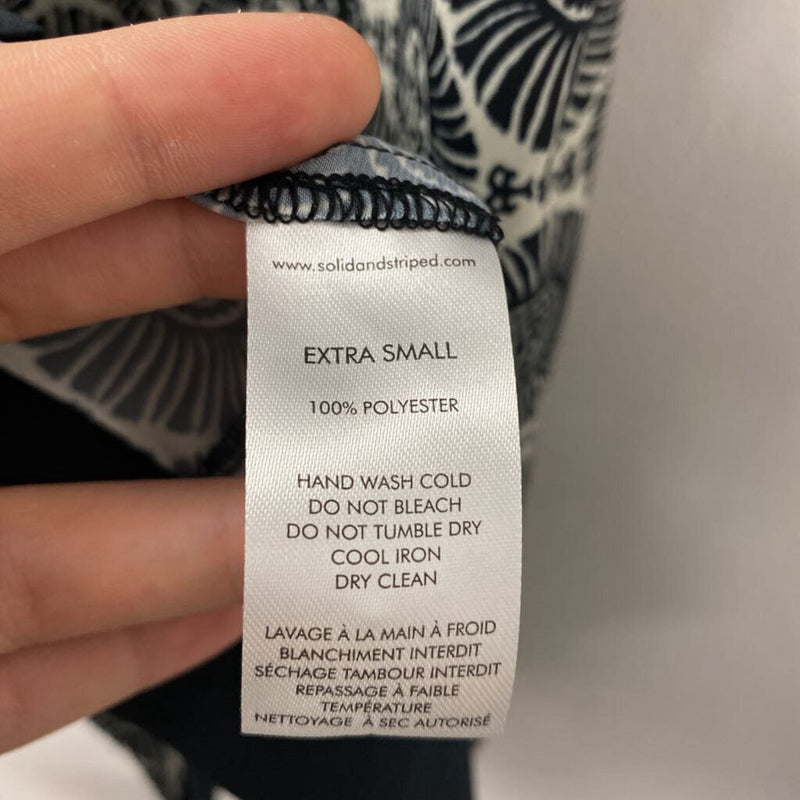 www.solidandstriped.com
EXTRA SMALL
100% POLYESTER
HAND WASH COLD
DO NOT BLEACH
DO NOT TUMBLE DRY
COOL IRON
DRY CLEAN
LAVAGE À LA MAIN À FROID
BLANCHIMENT INTERDIT
SÉCHAGE TAMBOUR INTERDIT
REPASSAGE À FAIBLE
TEMPÉRATURE
NETTOYAGE À SEC AUTORISÉ